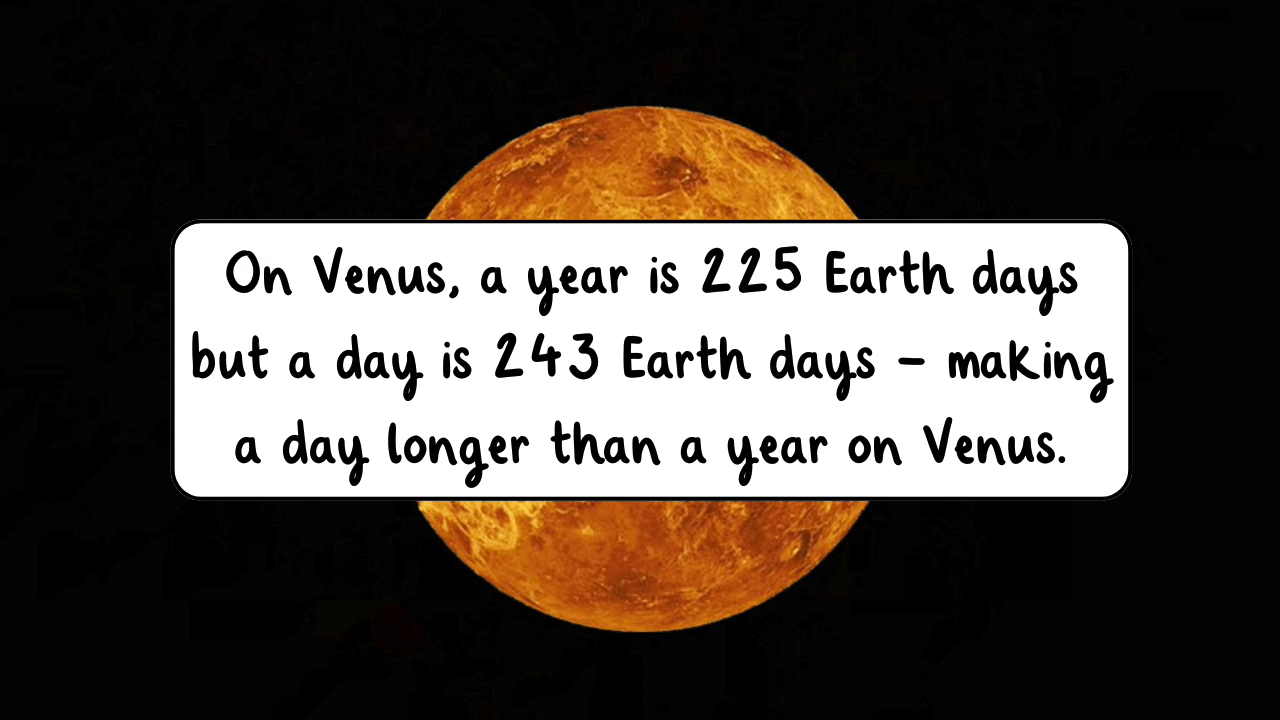 On Venus, a year is 225 Earth days
but a day is 243 Earth days - making
a day longer than a year on Venus.